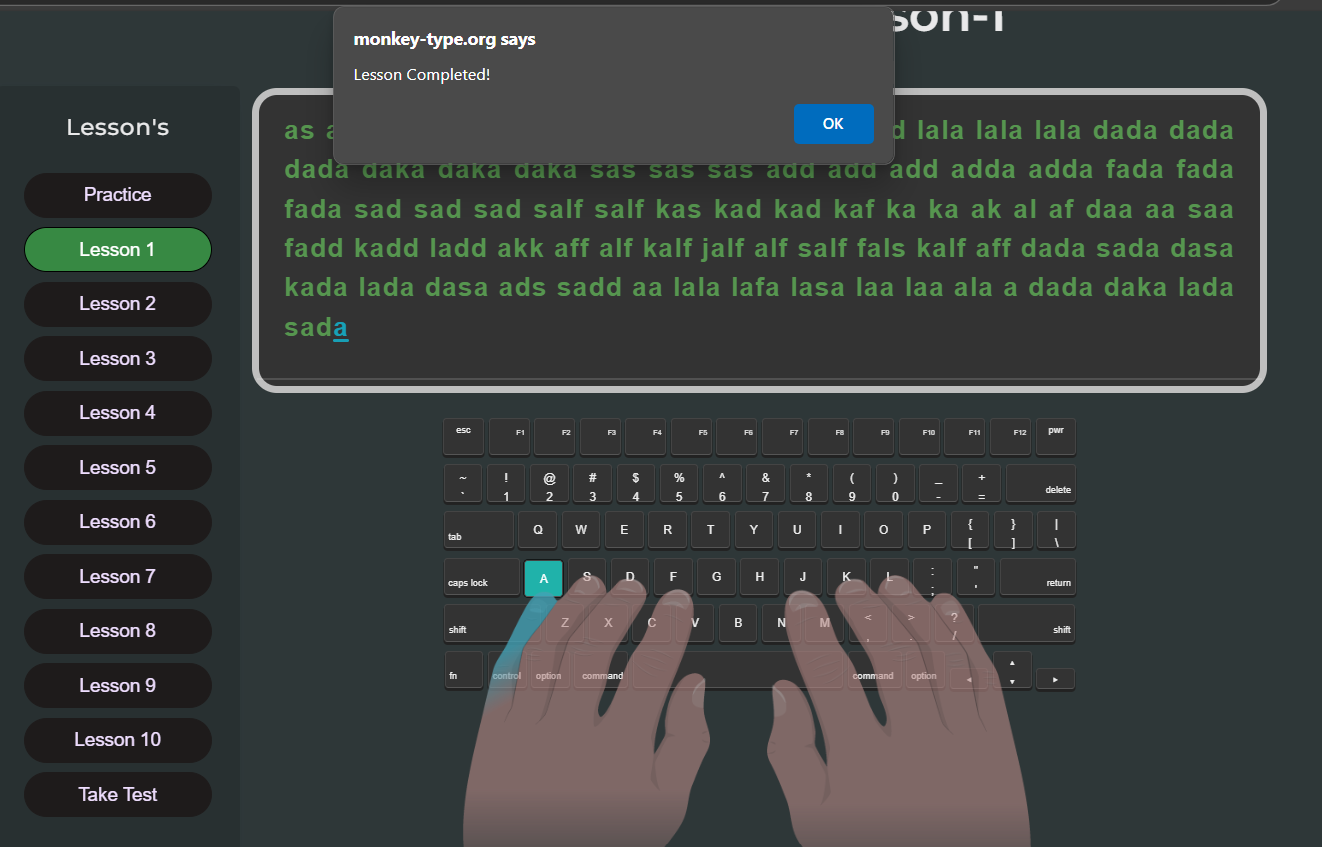 son-1
monkey-type.org says
Lesson Completed!
OK
Lesson's
Practice
Lesson 1
Lesson 2
Lesson 3
Lesson 4
Lesson 5
Lesson 6
Lesson 7
Lesson 8
Lesson 9
Lesson 10
Take Test
as lala lala lala dada dada
dada daka daka daka sas sas sas add add add adda adda fada fada
fada sad sad sad salf salf kas kad kad kaf ka ka ak al af daa aa saa
fadd kadd ladd akk aff alf kalf jalf alf salf fals kalf aff dada sada dasa
kada lada dasa ads sadd aa lala lafa lasa laa laa ala a dada daka lada
sada
esc F1 F2 F3 F4 F5 F6 F7 F8 F9 F10 F11 F12 pwr
~ ! @ # $ % ^ & * ( ) _ +
` 1 2 3 4 5 6 7 8 9 0 - = delete
tab Q W E R T Y U I O P { } |
[ ] \
caps lock A S D F G H J K L : " return
; '
shift Z X C V B N M < > ? shift
, . /
fn control option command command option ◂ ▴ ▾ ▸